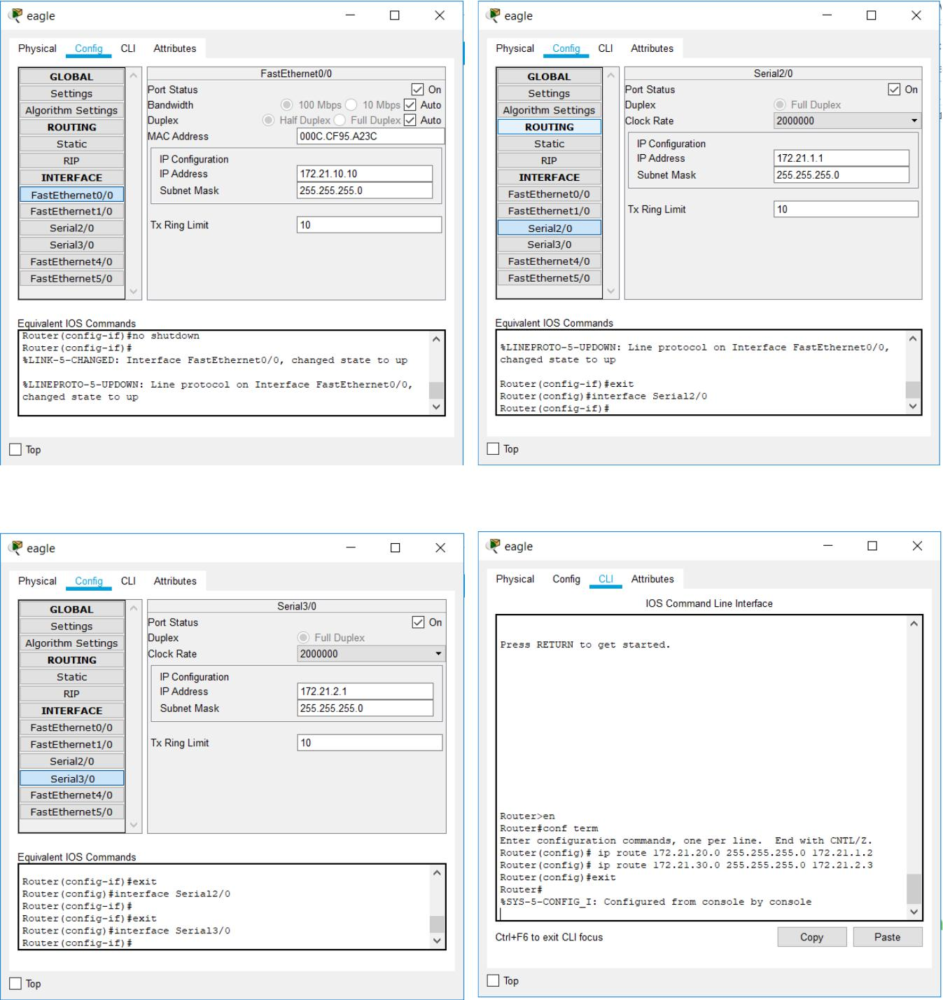 eagle
Physical Config CLI Attributes
GLOBAL
Settings
Algorithm Settings
ROUTING
Static
RIP
INTERFACE
FastEthernet0/0
FastEthernet1/0
Serial2/0
Serial3/0
FastEthernet4/0
FastEthernet5/0
FastEthernet0/0
Port Status On
Bandwidth 100 Mbps 10 Mbps Auto
Duplex Half Duplex Full Duplex Auto
MAC Address 000C.CF95.A23C
IP Configuration
IP Address 172.21.10.10
Subnet Mask 255.255.255.0
Tx Ring Limit 10
Equivalent IOS Commands
Router(config-if)#no shutdown
Router(config-if)#
%LINK-5-CHANGED: Interface FastEthernet0/0, changed state to up
%LINEPROTO-5-UPDOWN: Line protocol on Interface FastEthernet0/0,
changed state to up
Top
eagle
Physical Config CLI Attributes
GLOBAL
Settings
Algorithm Settings
ROUTING
Static
RIP
INTERFACE
FastEthernet0/0
FastEthernet1/0
Serial2/0
Serial3/0
FastEthernet4/0
FastEthernet5/0
Serial2/0
Port Status On
Duplex Full Duplex
Clock Rate 2000000
IP Configuration
IP Address 172.21.1.1
Subnet Mask 255.255.255.0
Tx Ring Limit 10
Equivalent IOS Commands
%LINEPROTO-5-UPDOWN: Line protocol on Interface FastEthernet0/0,
changed state to up
Router(config-if)#exit
Router(config)#interface Serial2/0
Router(config-if)#
Top
eagle
Physical Config CLI Attributes
GLOBAL
Settings
Algorithm Settings
ROUTING
Static
RIP
INTERFACE
FastEthernet0/0
FastEthernet1/0
Serial2/0
Serial3/0
FastEthernet4/0
FastEthernet5/0
Serial3/0
Port Status On
Duplex Full Duplex
Clock Rate 2000000
IP Configuration
IP Address 172.21.2.1
Subnet Mask 255.255.255.0
Tx Ring Limit 10
Equivalent IOS Commands
Router(config-if)#exit
Router(config)#interface Serial2/0
Router(config-if)#
Router(config-if)#exit
Router(config)#interface Serial3/0
Router(config-if)#
Top
eagle
Physical Config CLI Attributes
IOS Command Line Interface
Press RETURN to get started.
Router>en
Router#conf term
Enter configuration commands, one per line. End with CNTL/Z.
Router(config)# ip route 172.21.20.0 255.255.255.0 172.21.1.2
Router(config)# ip route 172.21.30.0 255.255.255.0 172.21.2.3
Router(config)#exit
Router#
%SYS-5-CONFIG_I: Configured from console by console
Ctrl+F6 to exit CLI focus Copy Paste
Top